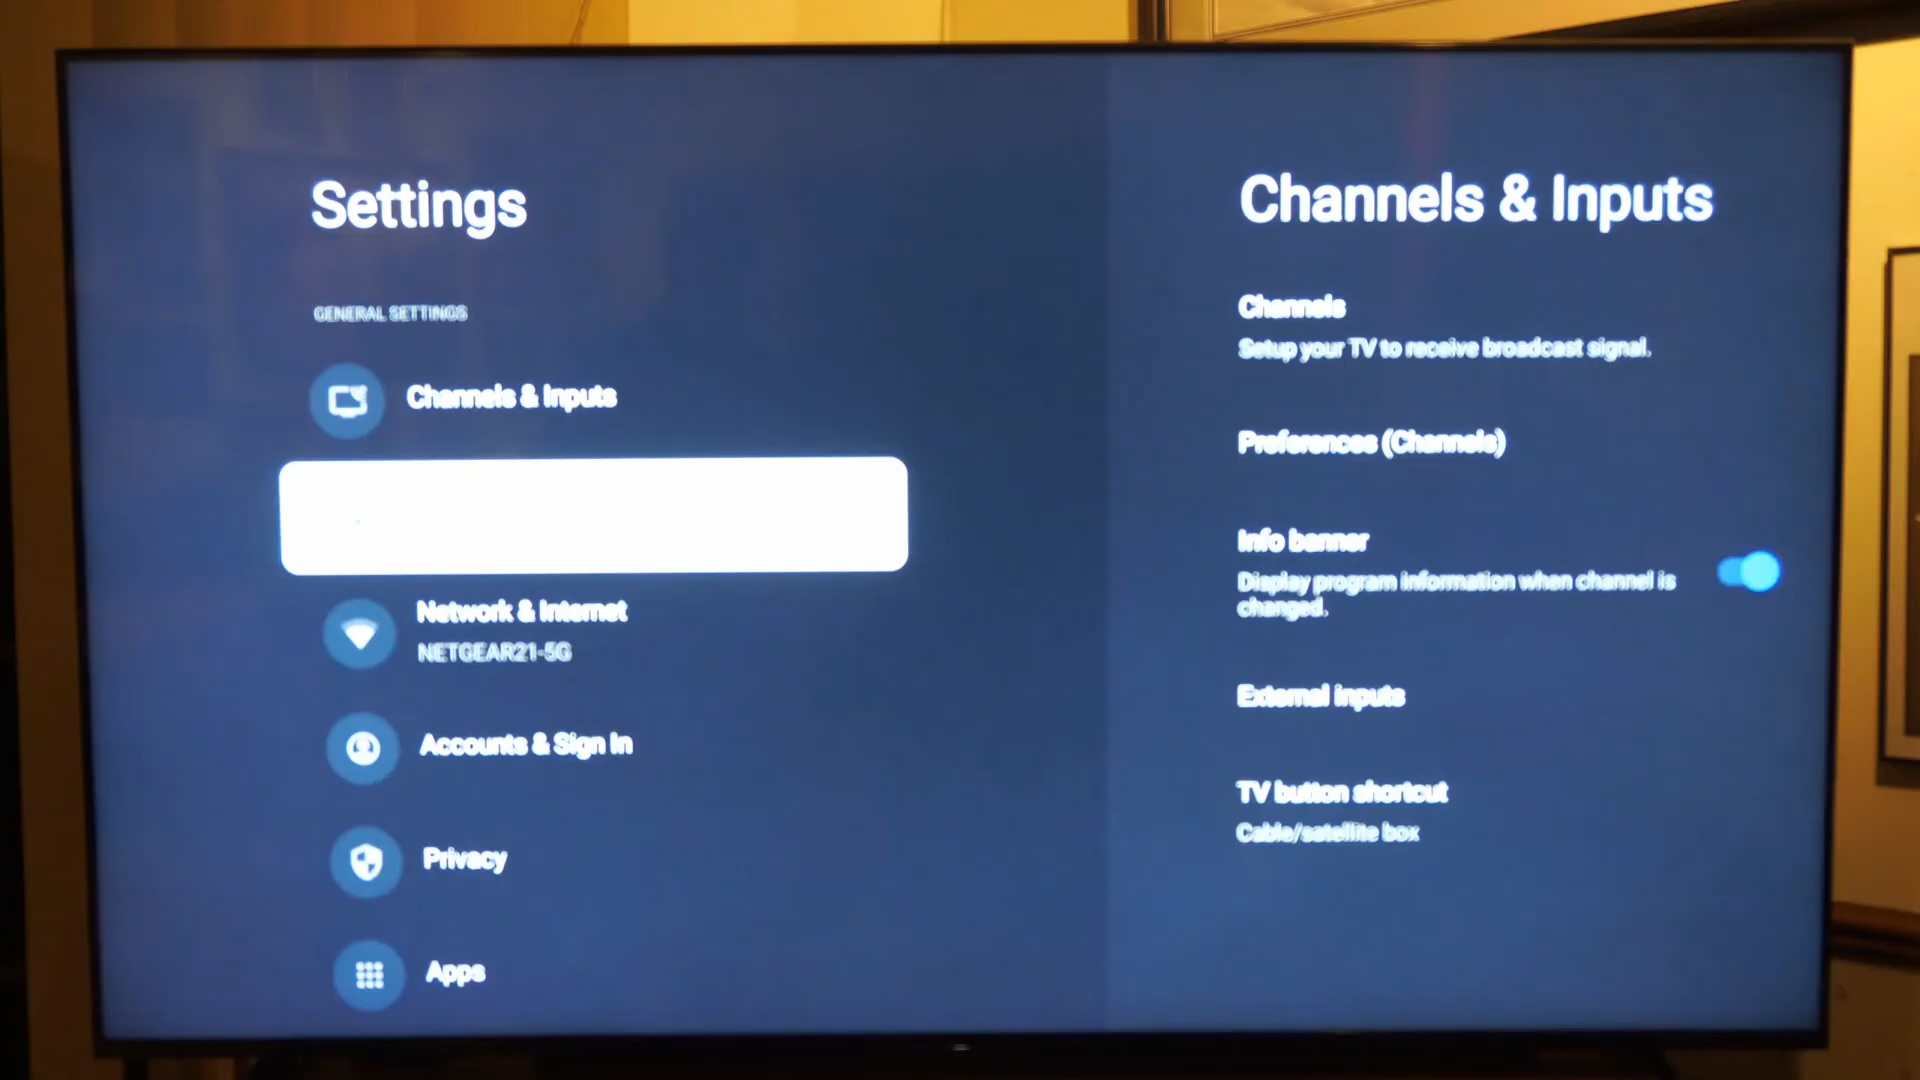 Settings
GENERAL SETTINGS
Channels & Inputs
Network & Internet
NETGEAR21-5G
Accounts & Sign In
Privacy
Apps
Channels & Inputs
Channels
Setup your TV to receive broadcast signal.
Preferences (Channels)
Info banner
Display program information when channel is
changed.
External inputs
TV button shortcut
Cable/satellite box